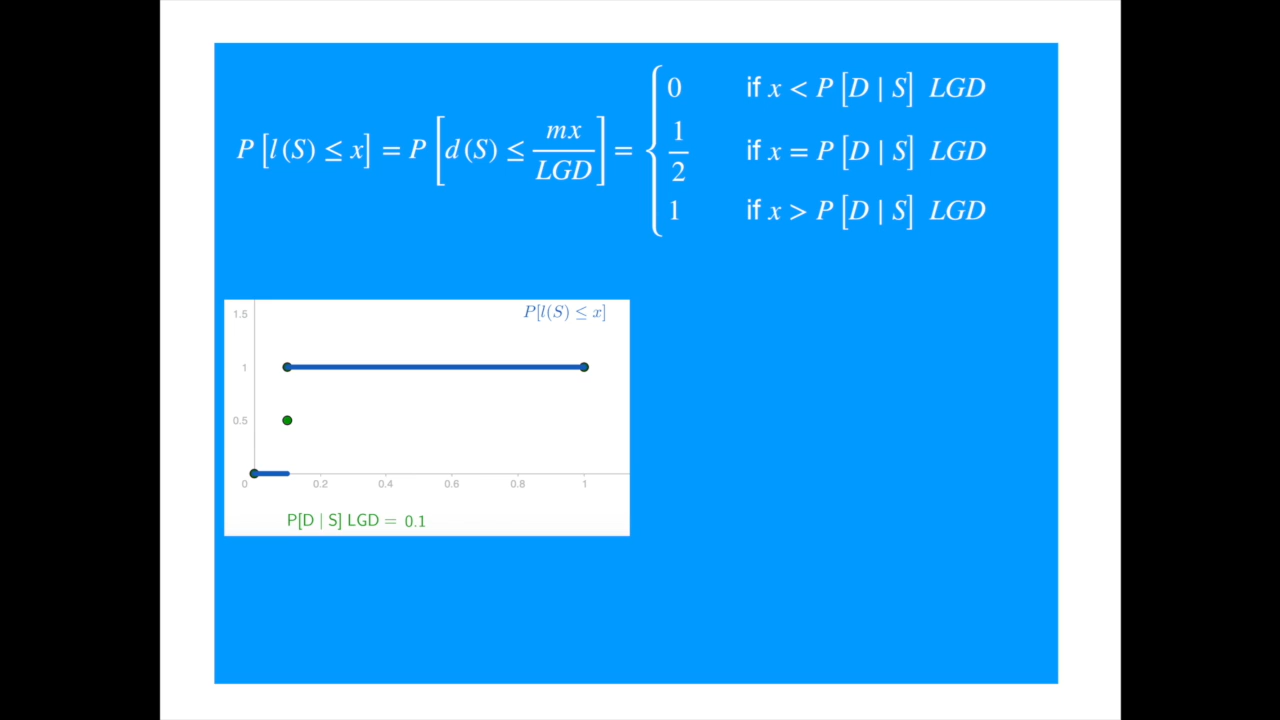 P [l(S) ≤ x] = P [d(S) ≤ mx/LGD] = { 0 if x < P [D | S] LGD
1/2 if x = P [D | S] LGD
1 if x > P [D | S] LGD
P[l(S) ≤ x]
1.5
1
0.5
0 0.2 0.4 0.6 0.8 1
P[D | S] LGD = 0.1